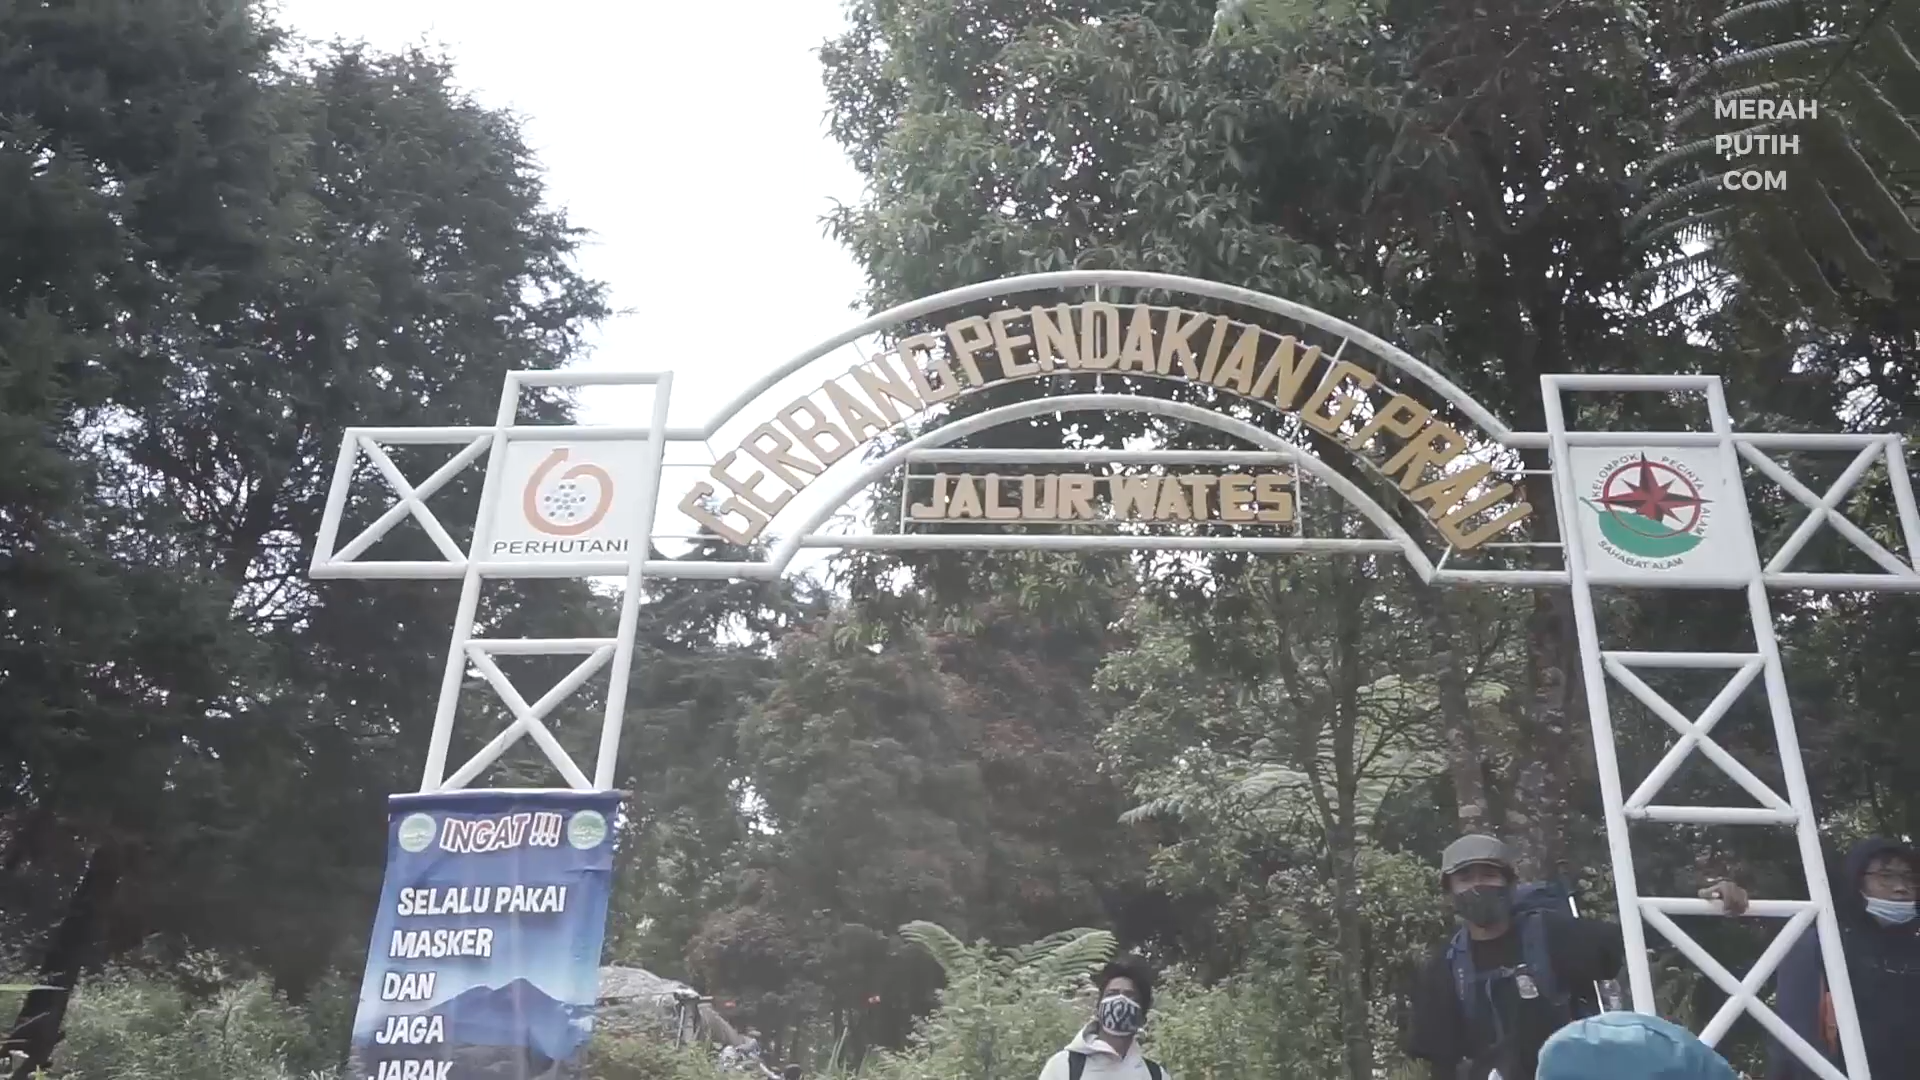 MERAH
PUTIH
.COM
GERBANG PENDAKIAN G.PRAU
JALUR WATES
PERHUTANI
KELOMPOK PECINTA ALAM
SAHABAT ALAM
INGAT !!!
SELALU PAKAI
MASKER
DAN
JAGA
JARAK